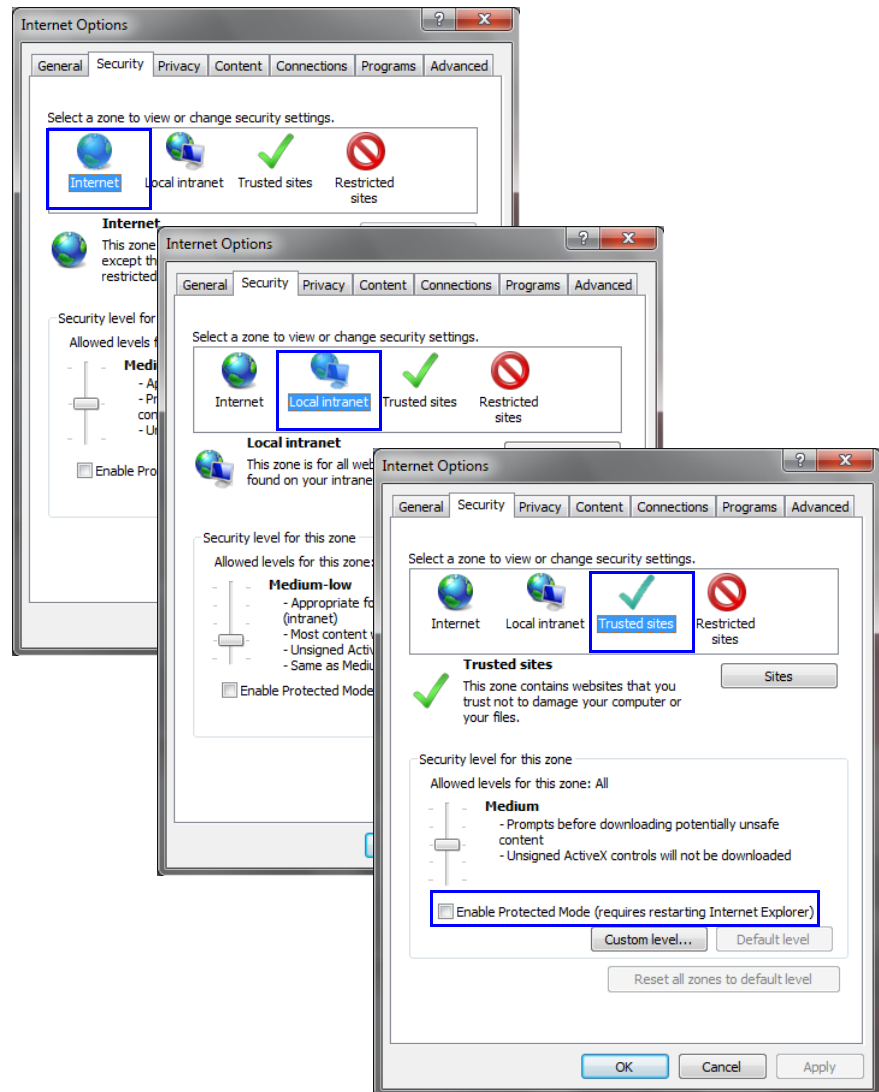 Internet Options
General Security Privacy Content Connections Programs Advanced
Select a zone to view or change security settings.
Internet Local intranet Trusted sites Restricted sites
Internet
This zone
except th
restricted
Security level for
Allowed levels f
Medi
- Ap
- Pr
con
- Un
Enable Pro
Internet Options
General Security Privacy Content Connections Programs Advanced
Select a zone to view or change security settings.
Internet Local intranet Trusted sites Restricted sites
Local intranet
This zone is for all web
found on your intrane
Security level for this zone
Allowed levels for this zone:
Medium-low
- Appropriate fo
(intranet)
- Most content w
- Unsigned Activ
- Same as Mediu
Enable Protected Mode
Internet Options
General Security Privacy Content Connections Programs Advanced
Select a zone to view or change security settings.
Internet Local intranet Trusted sites Restricted sites
Trusted sites
This zone contains websites that you
trust not to damage your computer or
your files.
Sites
Security level for this zone
Allowed levels for this zone: All
Medium
- Prompts before downloading potentially unsafe
content
- Unsigned ActiveX controls will not be downloaded
Enable Protected Mode (requires restarting Internet Explorer)
Custom level... Default level
Reset all zones to default level
OK Cancel Apply